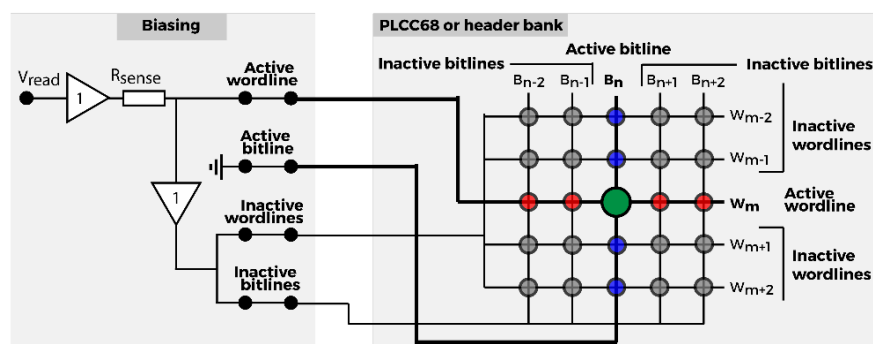 Biasing
PLCC68 or header bank
Vread
1
Rsense
Active
wordline
Active
bitline
1
Inactive
wordlines
Inactive
bitlines
Active bitline
Inactive bitlines
Inactive bitlines
Bn-2 Bn-1 Bn Bn+1 Bn+2
Wm-2
Wm-1
Inactive
wordlines
Wm
Active
wordline
Wm+1
Wm+2
Inactive
wordlines